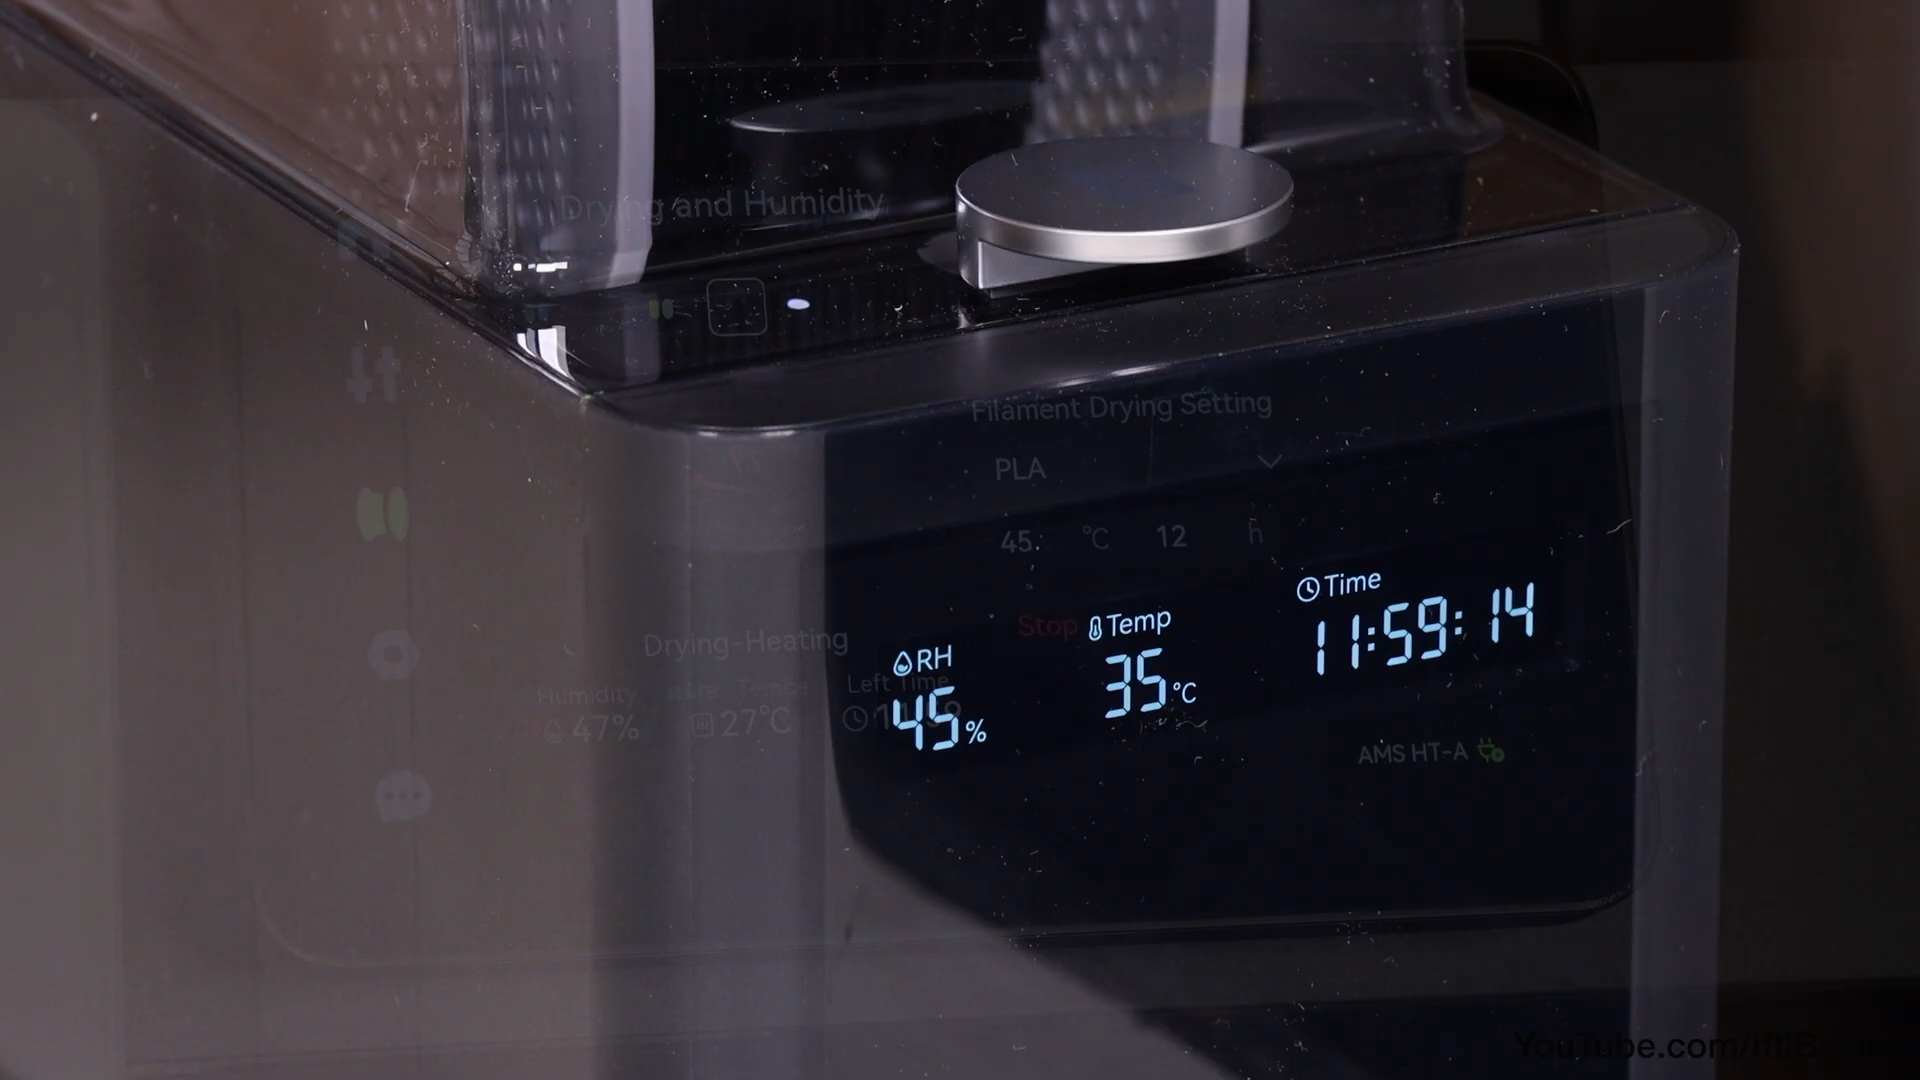 Drying and Humidity
Filament Drying Setting
PLA
45 °C 12 h
Stop
Drying-Heating
Humidity
Left Time
47%
27°C
RH
45%
Temp
35°C
Time
11:59:14
AMS HT-A
YouTube.com/